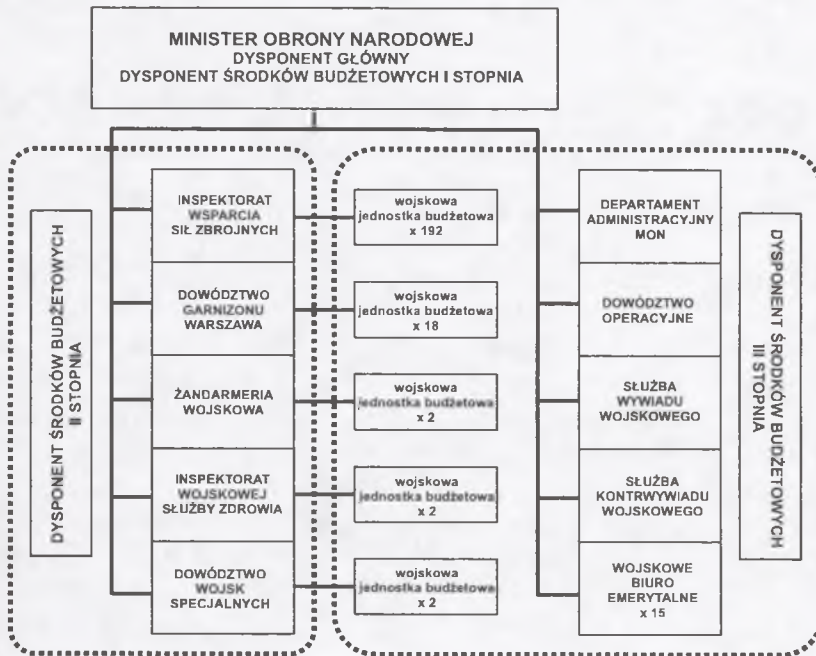 MINISTER OBRONY NARODOWEJ
DYSPONENT GŁÓWNY
DYSPONENT ŚRODKÓW BUDŻETOWYCH I STOPNIA
DYSPONENT ŚRODKÓW BUDŻETOWYCH
II STOPNIA
INSPEKTORAT
WSPARCIA
SIŁ ZBROJNYCH
DOWÓDZTWO
GARNIZONU
WARSZAWA
ŻANDARMERIA
WOJSKOWA
INSPEKTORAT
WOJSKOWEJ
SŁUŻBY ZDROWIA
DOWÓDZTWO
WOJSK
SPECJALNYCH
wojskowa
jednostka budżetowa
x 192
wojskowa
jednostka budżetowa
x 18
wojskowa
jednostka budżetowa
x 2
wojskowa
jednostka budżetowa
x 2
wojskowa
jednostka budżetowa
x 2
DEPARTAMENT
ADMINISTRACYJNY
MON
DOWÓDZTWO
OPERACYJNE
SŁUŻBA
WYWIADU
WOJSKOWEGO
SŁUŻBA
KONTRWYWIADU
WOJSKOWEGO
WOJSKOWE
BIURO
EMERYTALNE
x 15
DYSPONENT ŚRODKÓW BUDŻETOWYCH
III STOPNIA